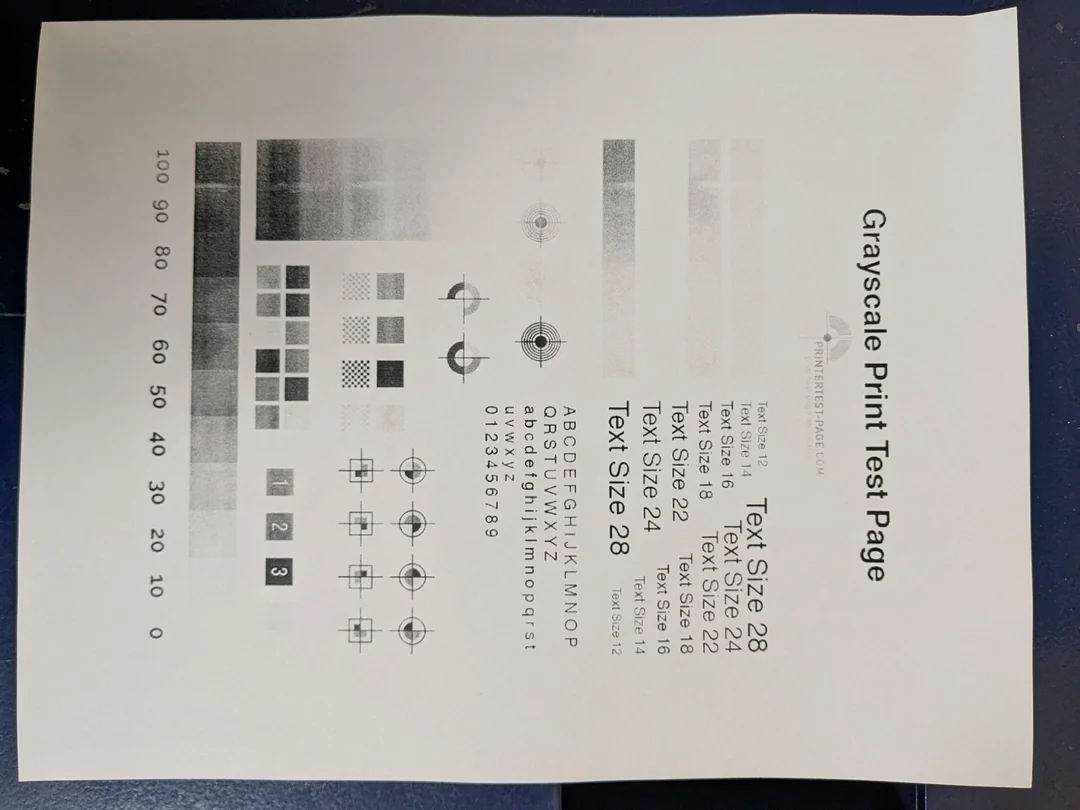 Grayscale Print Test Page
PRINTERTEST-PAGE.COM
Text Size 12
Text Size 14
Text Size 16
Text Size 18
Text Size 22
Text Size 24
Text Size 28
Text Size 28
Text Size 24
Text Size 22
Text Size 18
Text Size 16
Text Size 14
Text Size 12
A B C D E F G H I J K L M N O P
Q R S T U V W X Y Z
a b c d e f g h i j k l m n o p q r s t
u v w x y z
0 1 2 3 4 5 6 7 8 9
1 2 3
100 90 80 70 60 50 40 30 20 10 0